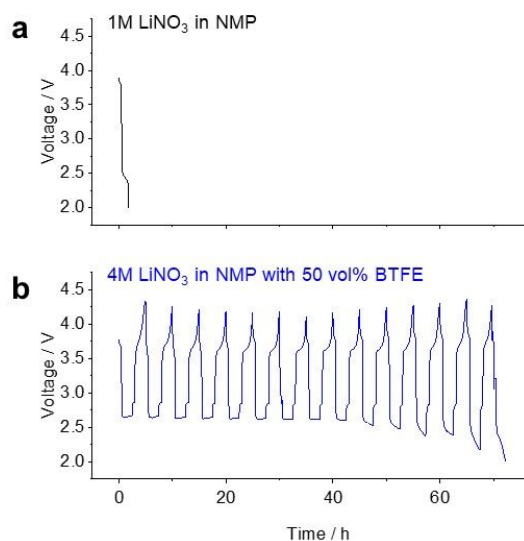 a
1M LiNO₃ in NMP
Voltage / V
4.5
4.0
3.5
3.0
2.5
2.0
b
4M LiNO₃ in NMP with 50 vol% BTFE
Voltage / V
4.5
4.0
3.5
3.0
2.5
2.0
0 20 40 60
Time / h